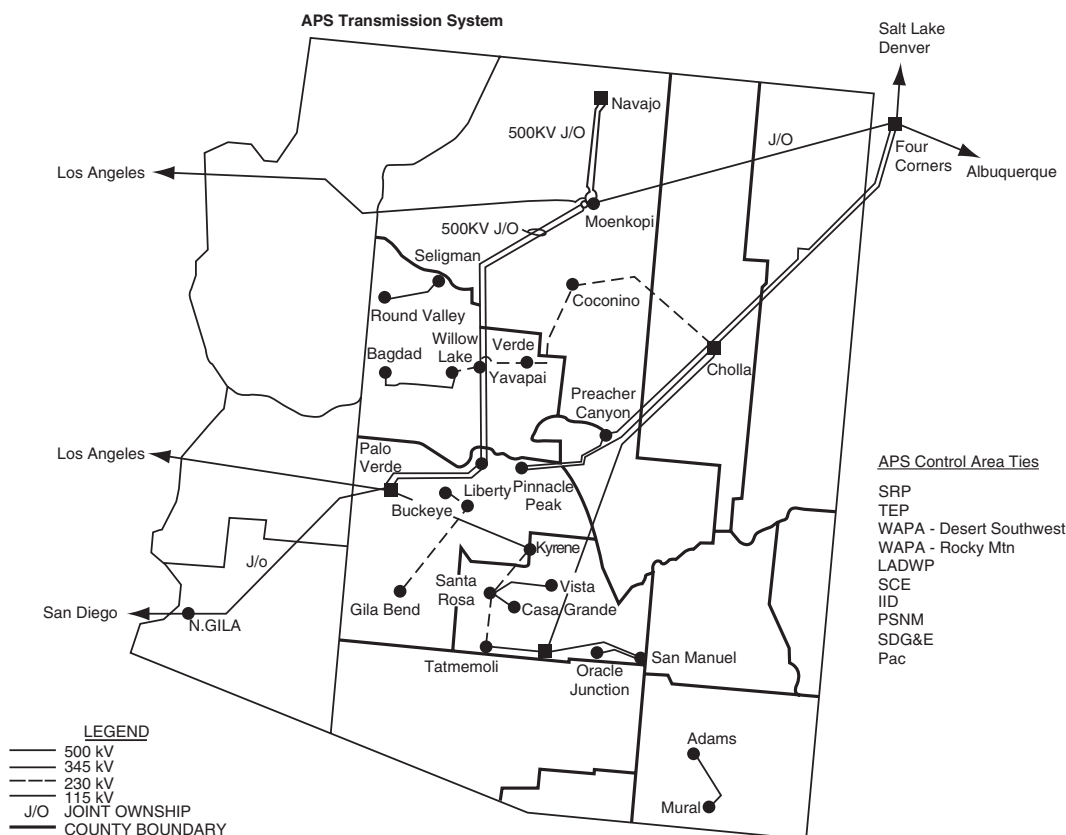 APS Transmission System
Salt Lake
Denver
Navajo
500KV J/O
J/O
Four
Corners
Albuquerque
Los Angeles
Moenkopi
500KV J/O
Seligman
Coconino
Round Valley
Willow
Lake
Verde
Bagdad
Yavapai
Cholla
Preacher
Canyon
Los Angeles
Palo
Verde
Liberty
Pinnacle
Peak
Buckeye
APS Control Area Ties
SRP
TEP
WAPA - Desert Southwest
WAPA - Rocky Mtn
LADWP
SCE
IID
PSNM
SDG&E
Pac
Kyrene
J/o
Santa
Rosa
Vista
Gila Bend
Casa Grande
San Diego
N.GILA
Tatmemoli
Oracle
Junction
San Manuel
Adams
Mural
LEGEND
500 kV
345 kV
230 kV
115 kV
J/O JOINT OWNSHIP
COUNTY BOUNDARY